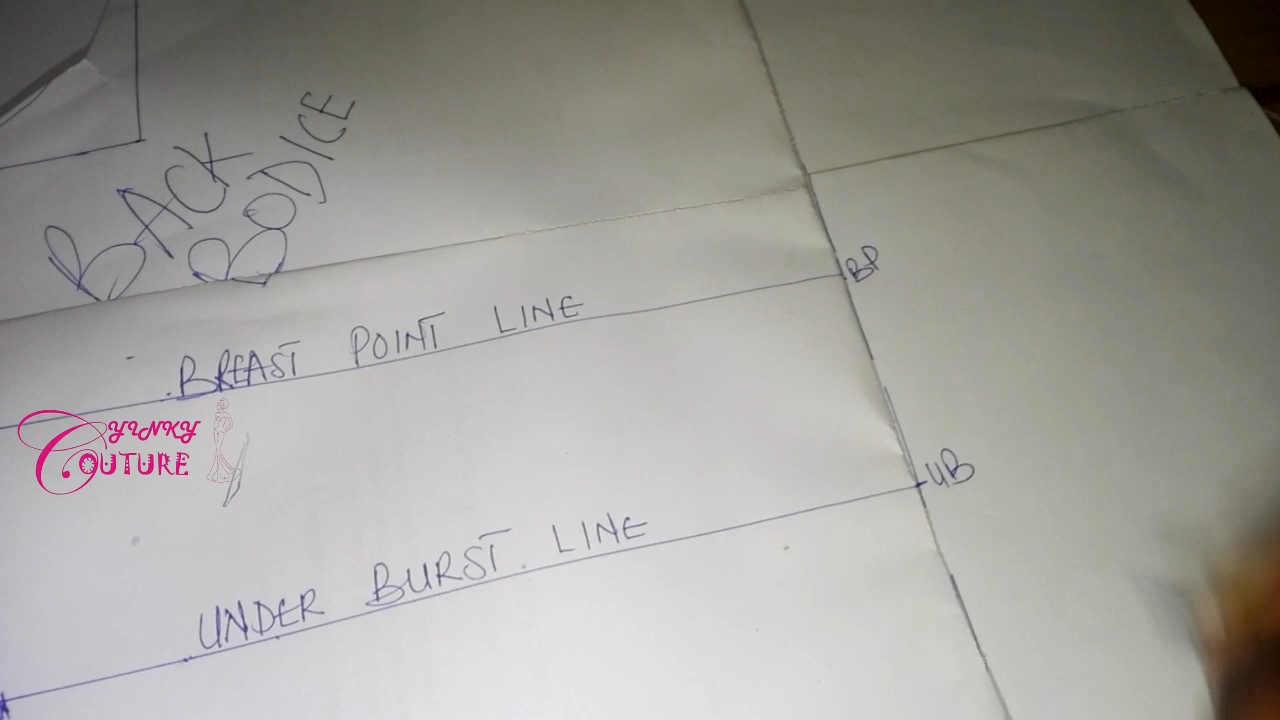 BACK
BODICE
BP
BREAST POINT LINE
YINKY
COUTURE
UB
UNDER BURST. LINE